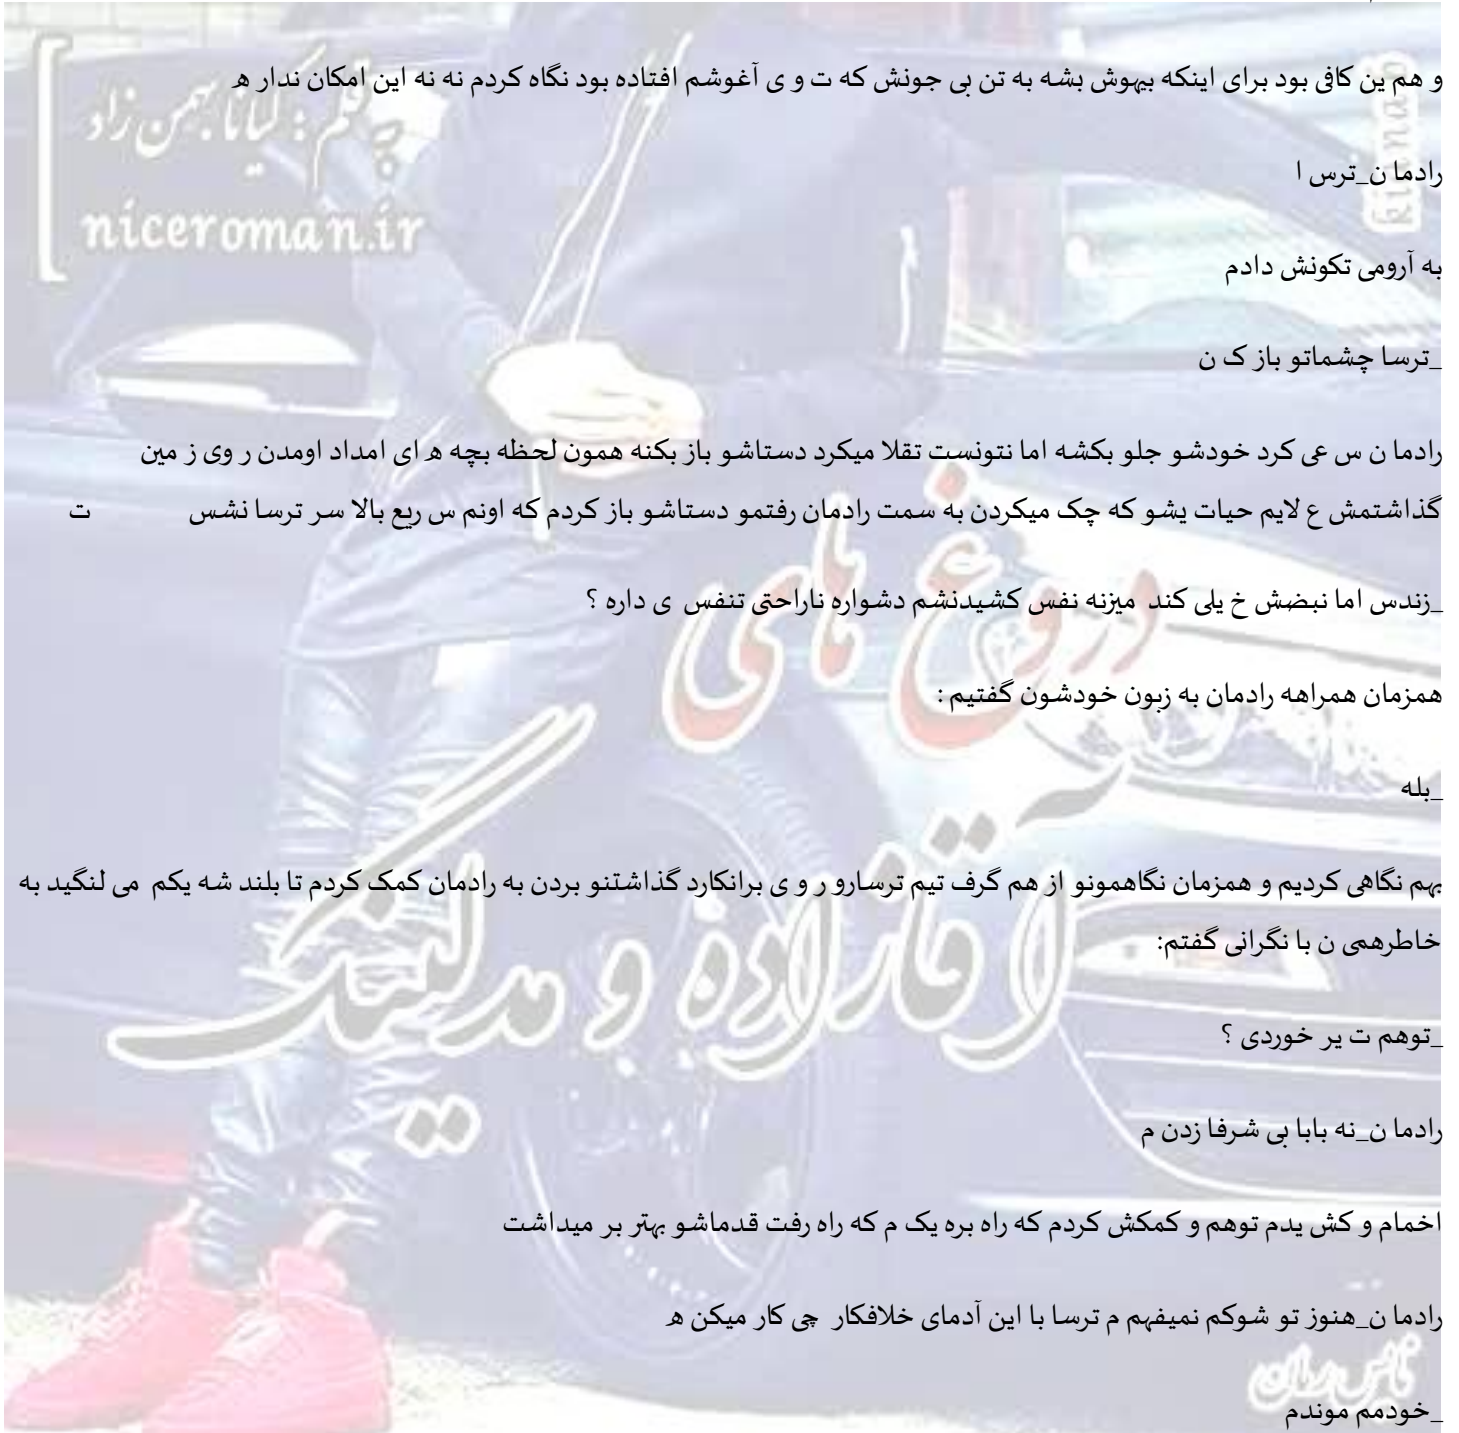 و هم ین کافی بود برای اینکه بیهوش بشه به تن بی جونش که ت و ی آغوشم افتاده بود نگاه کردم نه نه این امکان ندار ه
به قلم : کیانا بهمن زاد
niceroman.ir
رادما ن_ترس ا
به آرومی تکونش دادم
_ترسا چشماتو باز ک ن
رادما ن س عی کرد خودشو جلو بکشه اما نتونست تقلا میکرد دستاشو باز بکنه همون لحظه بچه ه ای امداد اومدن ر وی ز مین
گذاشتمش ع لایم حیات یشو که چک میکردن به سمت رادمان رفتمو دستاشو باز کردم که اونم س ریع بالا سر ترسا نشس ت
_زندس اما نبضش خ یلی کند میزنه نفس کشیدنشم دشواره ناراحتی تنفس ی داره ؟
دروغ های
همزمان همراهه رادمان به زبون خودشون گفتیم :
_بله
بهم نگاهی کردیم و همزمان نگاهمونو از هم گرف تیم ترسارو ر و ی برانکارد گذاشتنو بردن به رادمان کمک کردم تا بلند شه یکم می لنگید به
خاطرهمی ن با نگرانی گفتم:
آقازاده و مدلینگ
_توهم ت یر خوردی ؟
رادما ن_نه بابا بی شرفا زدن م
اخمام و کش یدم توهم و کمکش کردم که راه بره یک م که راه رفت قدماشو بهتر بر میداشت
رادما ن_هنوز تو شوکم نمیفهم م ترسا با این آدمای خلافکار چی کار میکن ه
_خودمم موندم